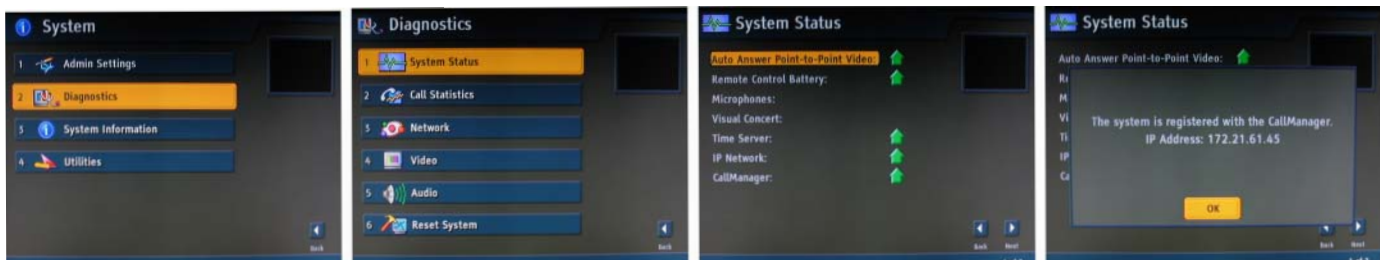 System
1 Admin Settings
2 Diagnostics
3 System Information
4 Utilities
Back
Diagnostics
1 System Status
2 Call Statistics
3 Network
4 Video
5 Audio
6 Reset System
Back
System Status
Auto Answer Point-to-Point Video:
Remote Control Battery:
Microphones:
Visual Concert:
Time Server:
IP Network:
CallManager:
Back Next
System Status
Auto Answer Point-to-Point Video:
The system is registered with the CallManager.
IP Address: 172.21.61.45
OK
Back Next